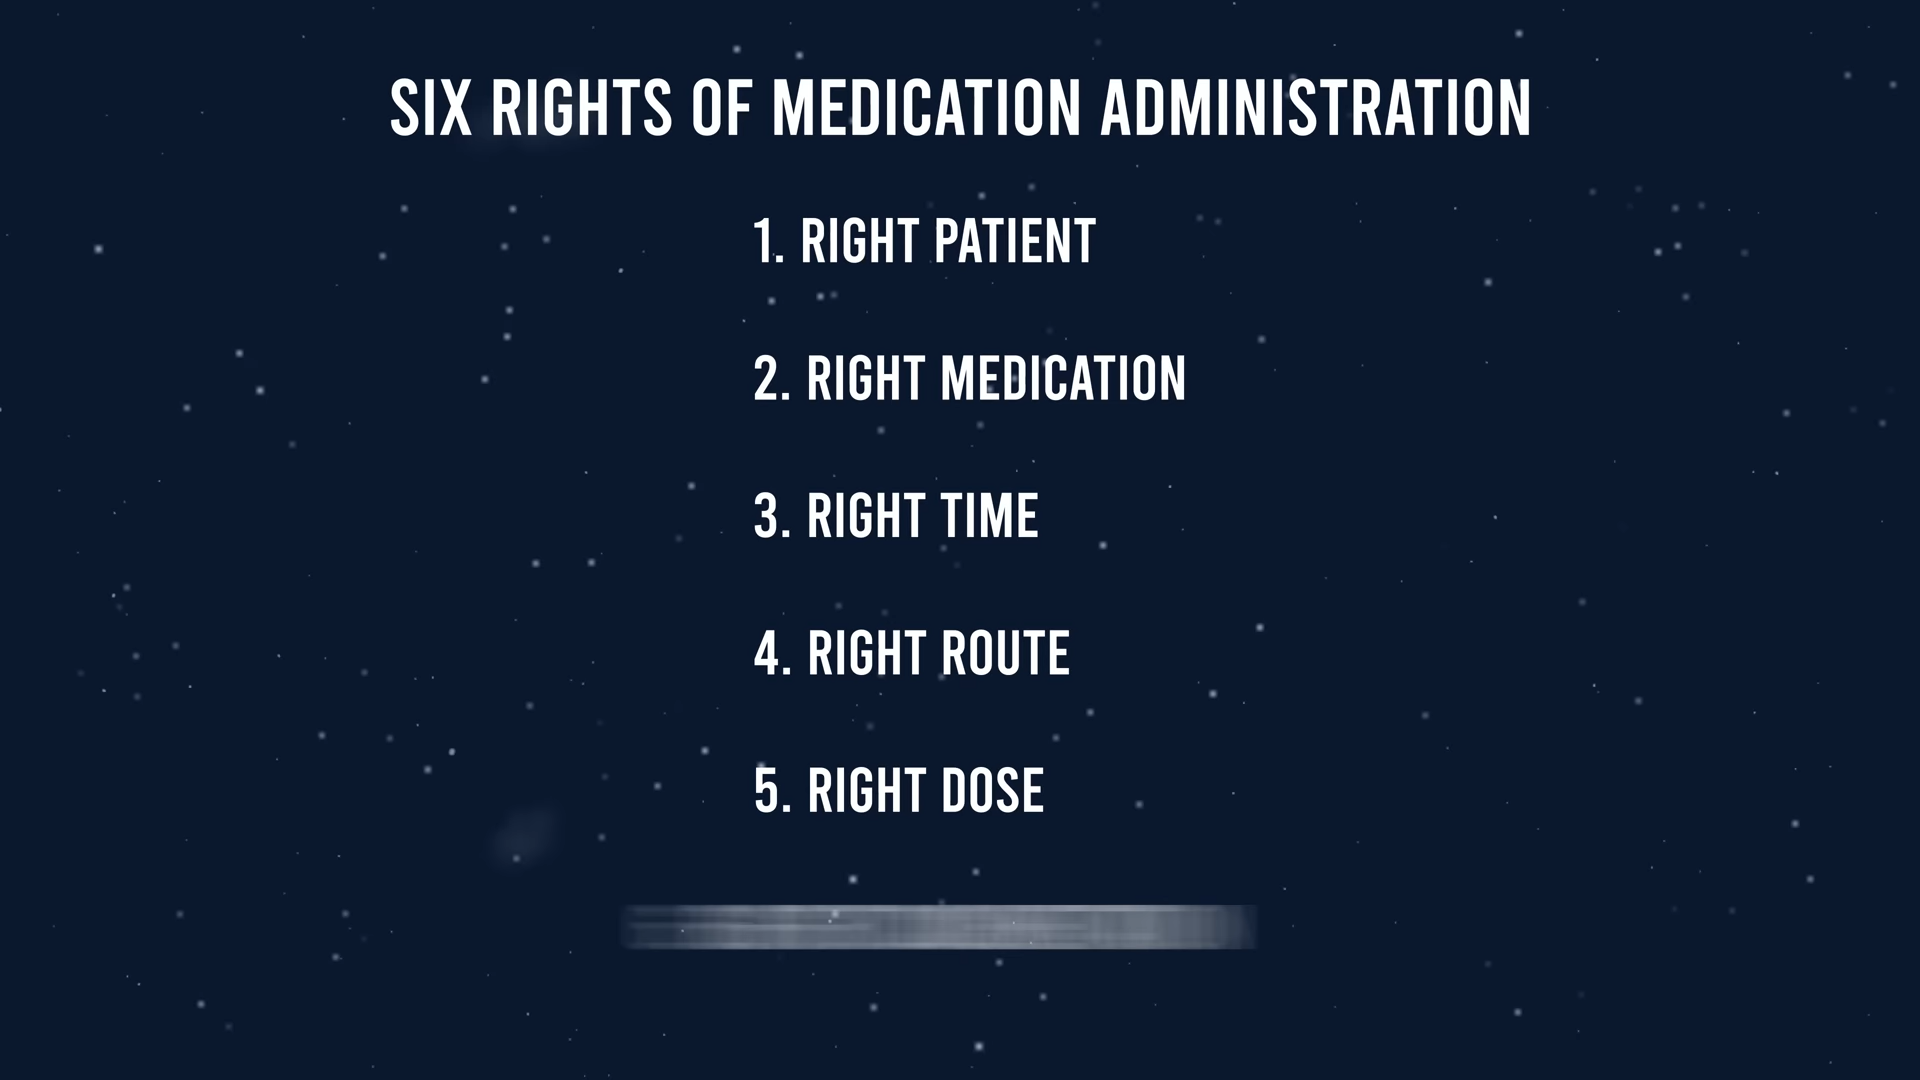 SIX RIGHTS OF MEDICATION ADMINISTRATION
1. RIGHT PATIENT
2. RIGHT MEDICATION
3. RIGHT TIME
4. RIGHT ROUTE
5. RIGHT DOSE